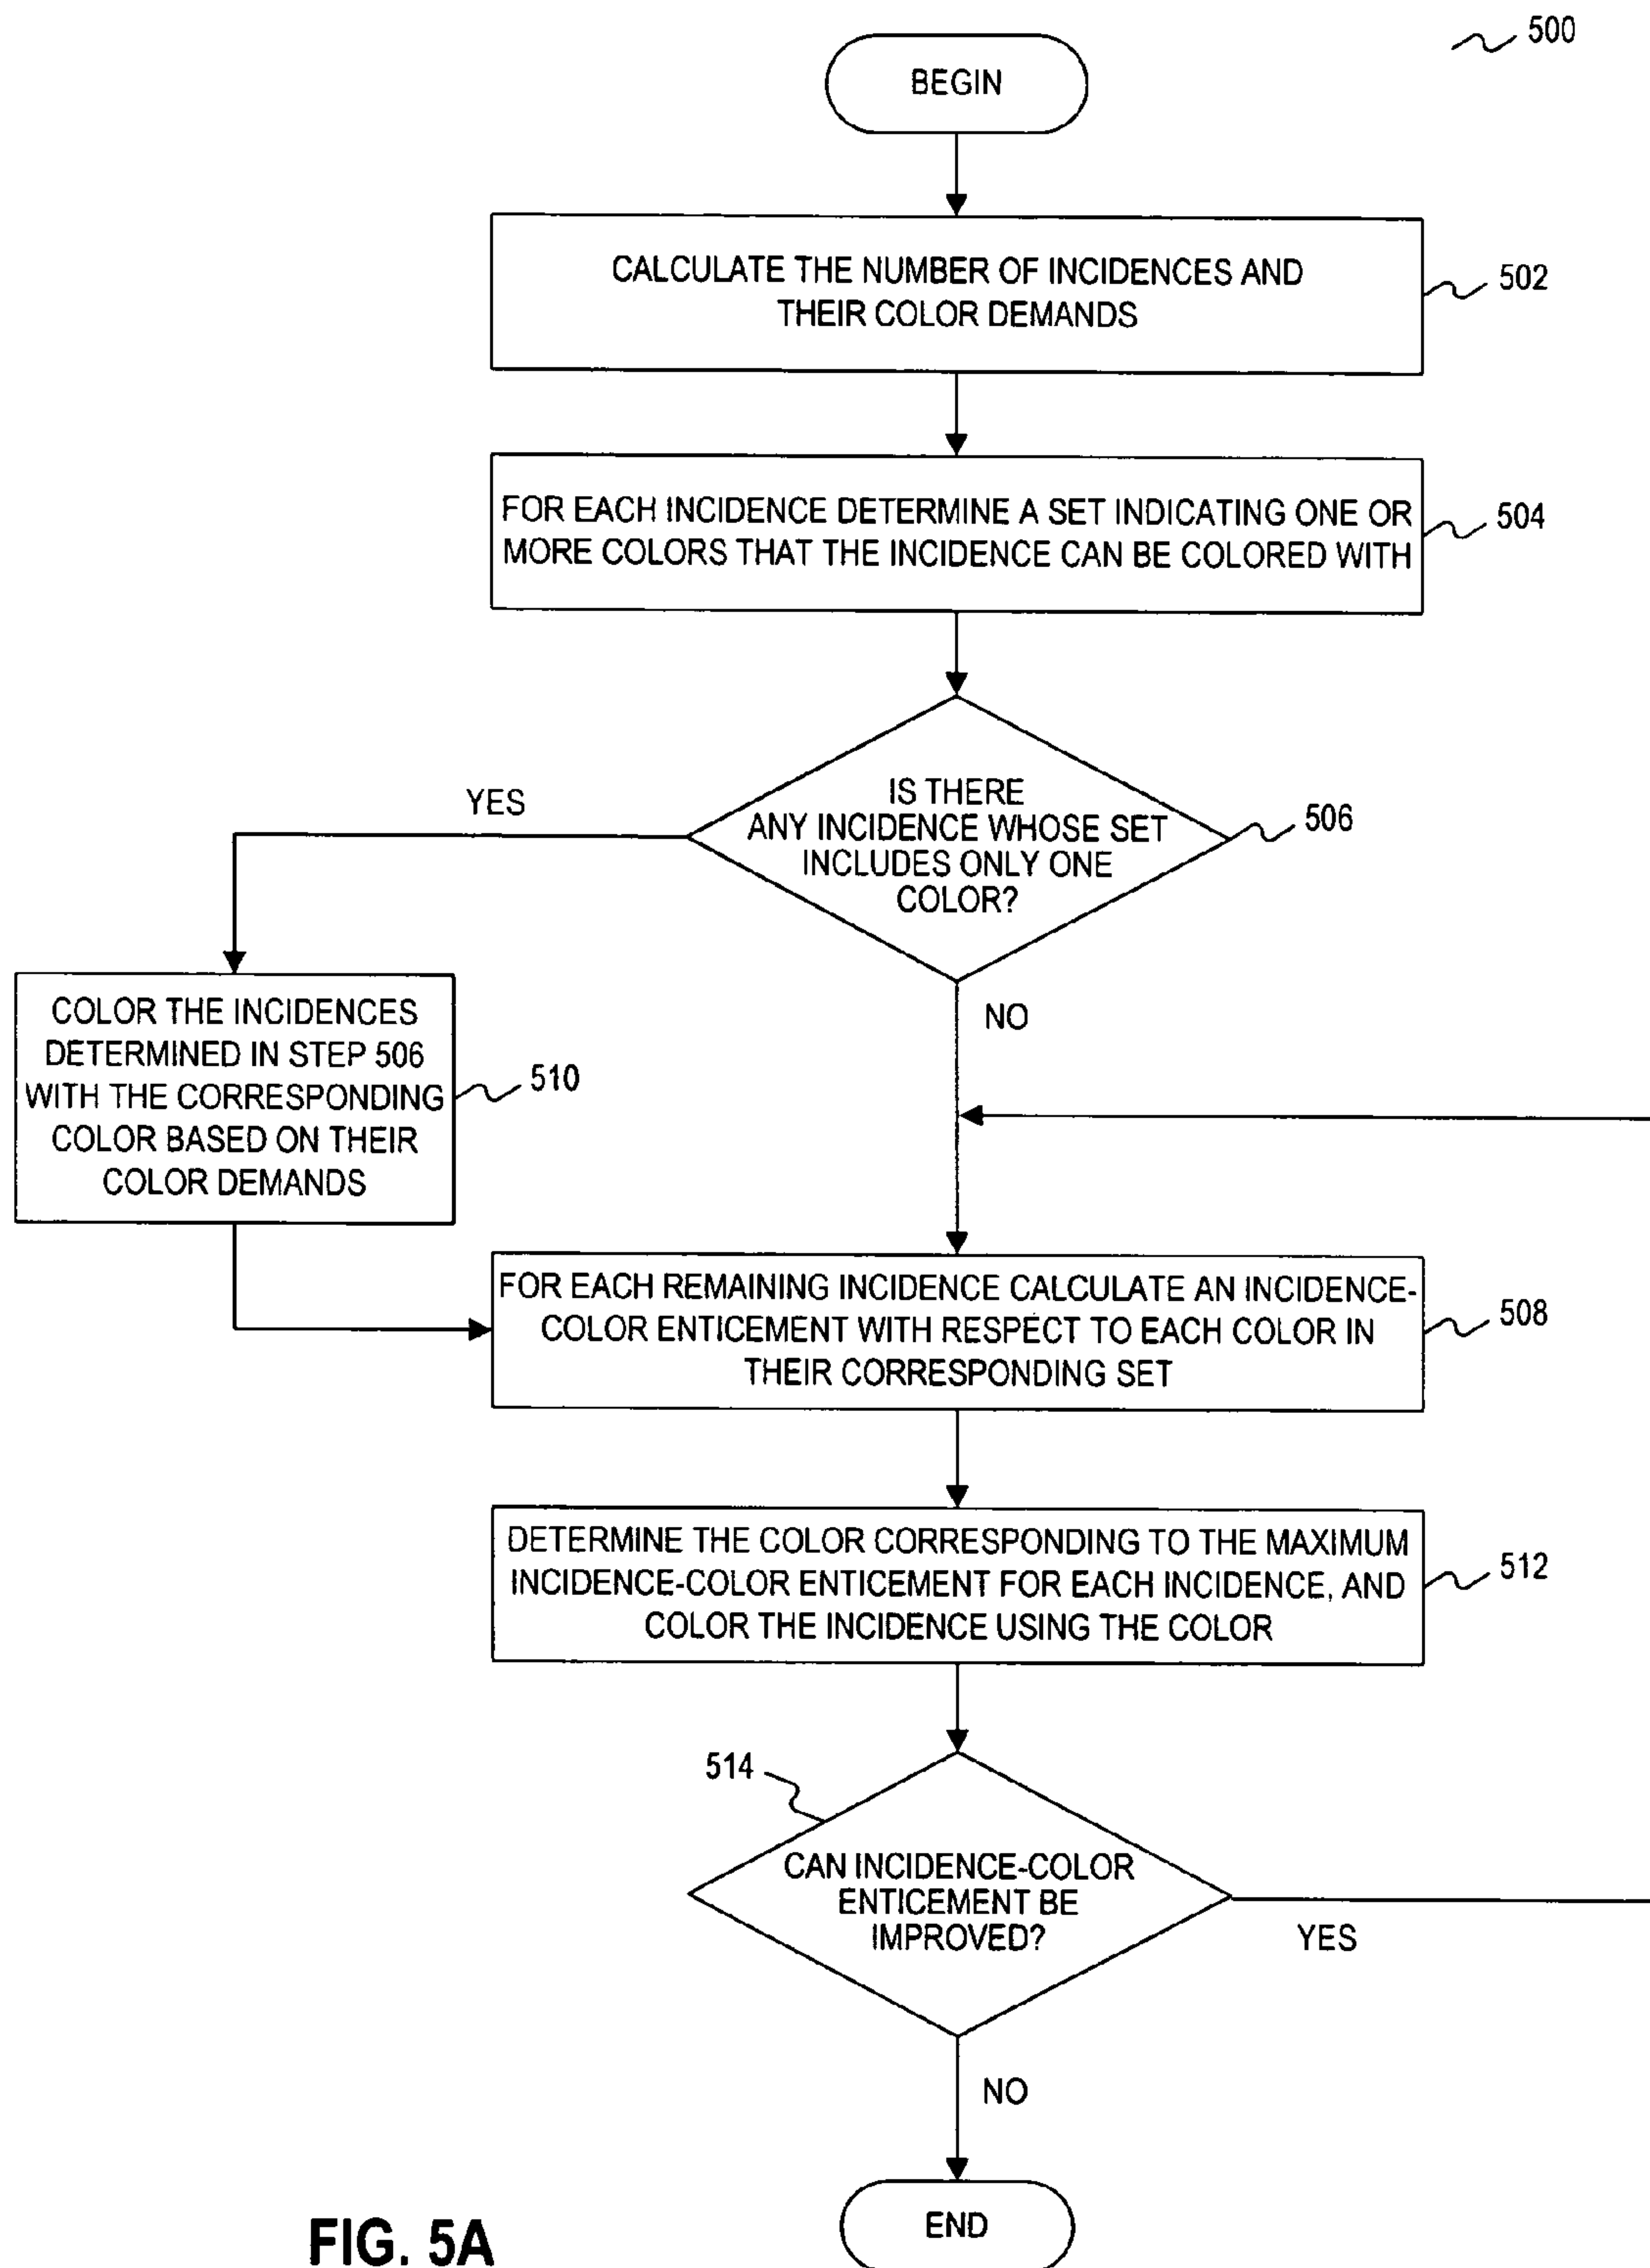 500
BEGIN
CALCULATE THE NUMBER OF INCIDENCES AND
THEIR COLOR DEMANDS
502
FOR EACH INCIDENCE DETERMINE A SET INDICATING ONE OR
MORE COLORS THAT THE INCIDENCE CAN BE COLORED WITH
504
YES
IS THERE
ANY INCIDENCE WHOSE SET
INCLUDES ONLY ONE
COLOR?
506
NO
COLOR THE INCIDENCES
DETERMINED IN STEP 506
WITH THE CORRESPONDING
COLOR BASED ON THEIR
COLOR DEMANDS
510
FOR EACH REMAINING INCIDENCE CALCULATE AN INCIDENCE-
COLOR ENTICEMENT WITH RESPECT TO EACH COLOR IN
THEIR CORRESPONDING SET
508
DETERMINE THE COLOR CORRESPONDING TO THE MAXIMUM
INCIDENCE-COLOR ENTICEMENT FOR EACH INCIDENCE, AND
COLOR THE INCIDENCE USING THE COLOR
512
514
CAN INCIDENCE-COLOR
ENTICEMENT BE
IMPROVED?
YES
NO
END
FIG. 5A